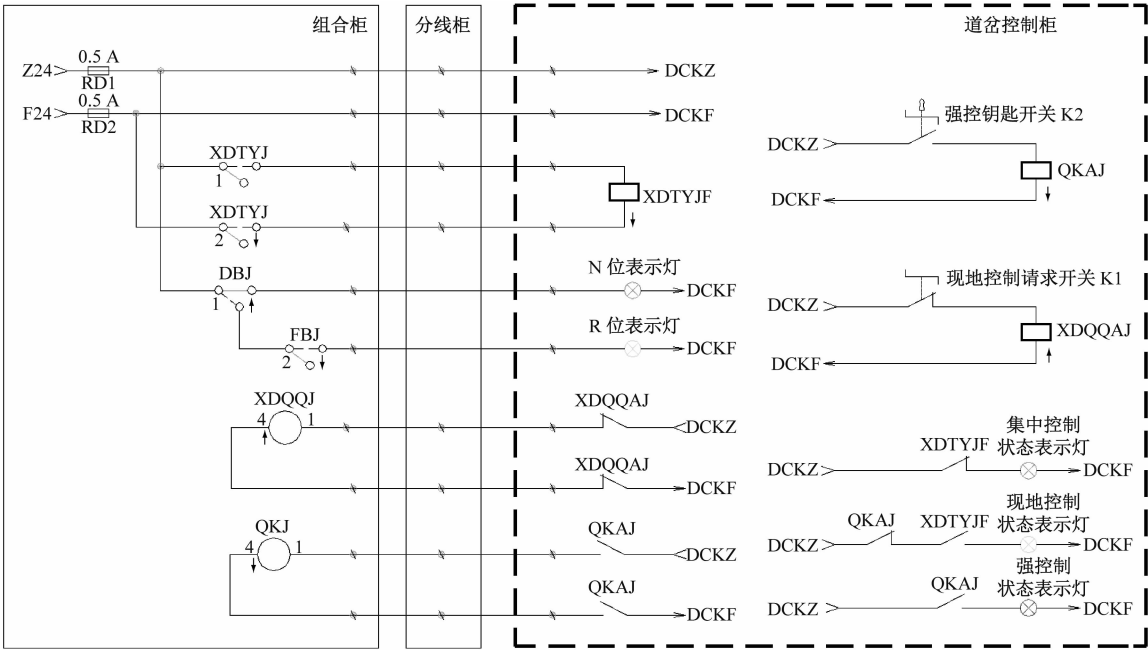 组合柜
分线柜
道岔控制柜
0.5 A
Z24
RD1
DCKZ
0.5 A
F24
RD2
DCKF
XDTYJ
1
XDTYJF
XDTYJ
2
DBJ
1
N 位表示灯
DCKF
FBJ
2
R 位表示灯
DCKF
XDQQJ
4
1
XDQQAJ
DCKZ
XDQQAJ
DCKF
QKJ
4
1
QKAJ
DCKZ
QKAJ
DCKF
强控钥匙开关 K2
DCKZ
QKAJ
DCKF
现地控制请求开关 K1
DCKZ
XDQQAJ
DCKF
集中控制
状态表示灯
XDTYJF
DCKZ
DCKF
现地控制
状态表示灯
QKAJ
XDTYJF
DCKZ
DCKF
强控制
状态表示灯
QKAJ
DCKZ
DCKF